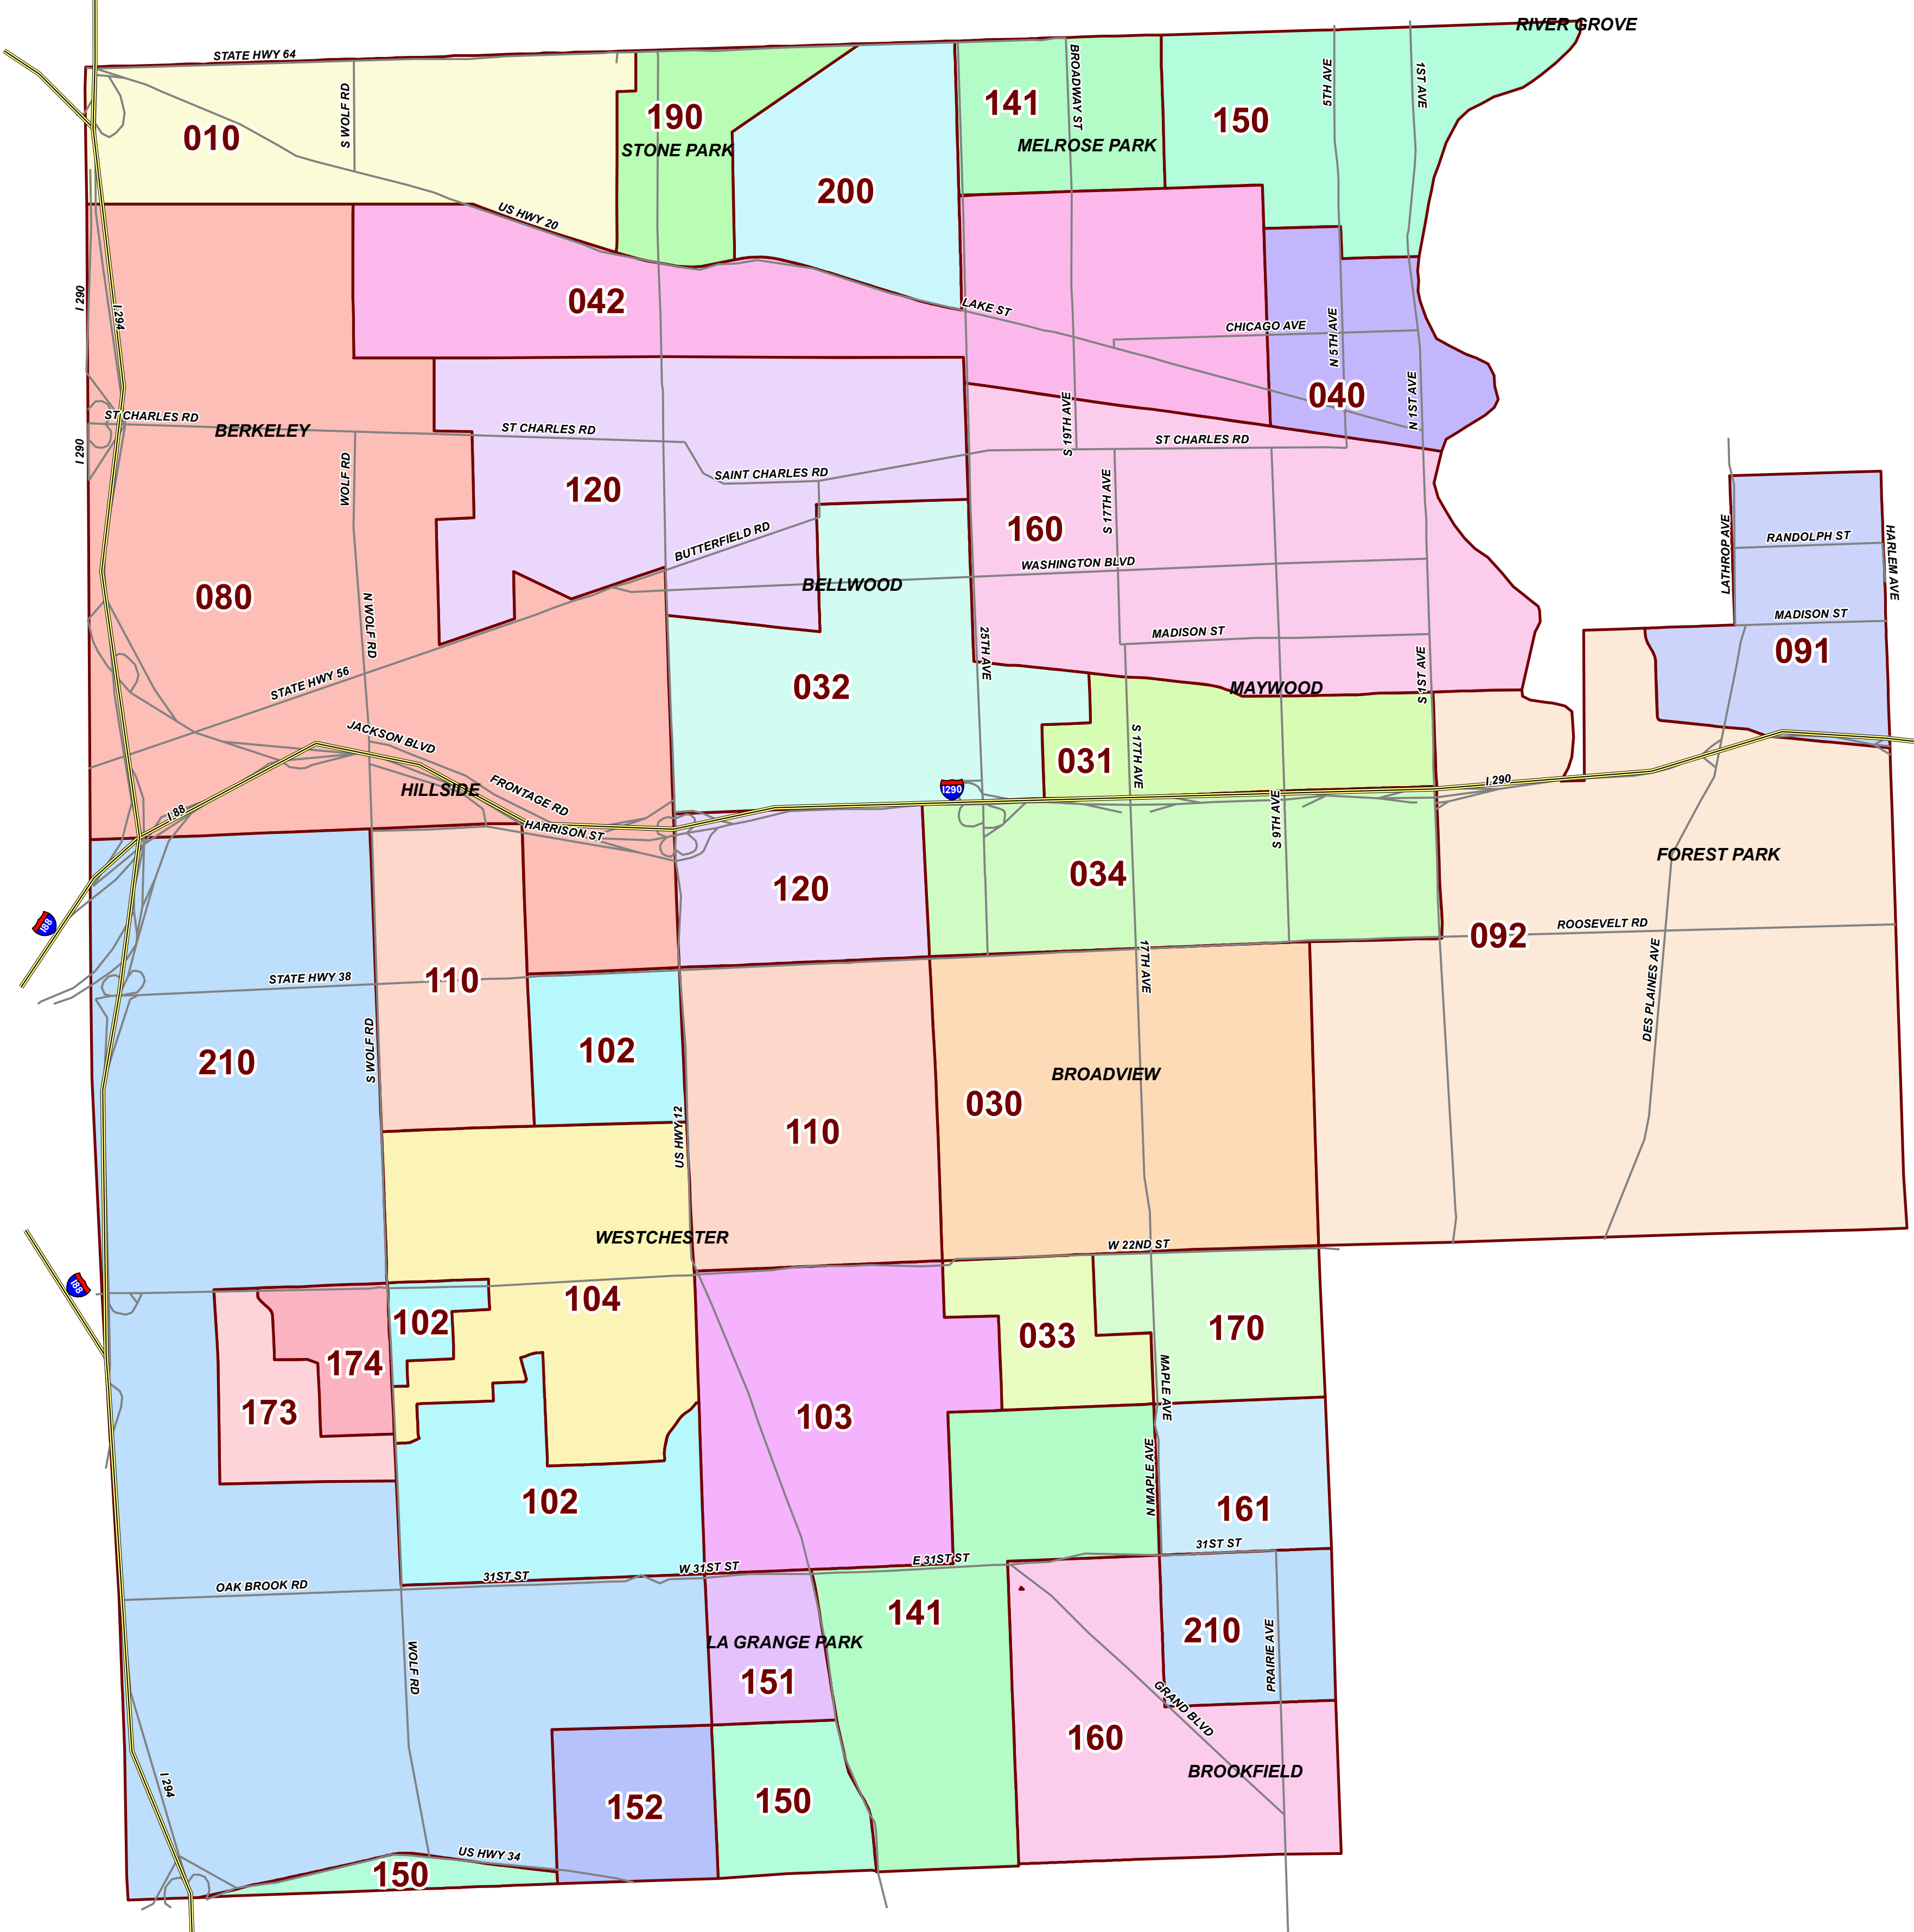 RIVER GROVE
STATE HWY 64
S WOLF RD
010
190
STONE PARK
200
141
BROADWAY ST
MELROSE PARK
150
5TH AVE
1ST AVE
US HWY 20
I 290
I 294
042
LAKE ST
CHICAGO AVE
N 5TH AVE
040
N 1ST AVE
ST CHARLES RD
BERKELEY
ST CHARLES RD
I 290
WOLF RD
SAINT CHARLES RD
120
S 19TH AVE
ST CHARLES RD
S 17TH AVE
160
BUTTERFIELD RD
WASHINGTON BLVD
BELLWOOD
LATHROP AVE
RANDOLPH ST
HARLEM AVE
MADISON ST
091
080
N WOLF RD
STATE HWY 56
032
25TH AVE
MADISON ST
MAYWOOD
S 1ST AVE
JACKSON BLVD
HILLSIDE
FRONTAGE RD
HARRISON ST
I 88
I290
031
S 17TH AVE
S 9TH AVE
I 290
FOREST PARK
120
034
092
ROOSEVELT RD
I88
STATE HWY 38
110
17TH AVE
DES PLAINES AVE
210
S WOLF RD
102
US HWY 12
110
030
BROADVIEW
WESTCHESTER
W 22ND ST
I88
104
102
174
173
033
170
MAPLE AVE
103
102
N MAPLE AVE
161
31ST ST
E 31ST ST
W 31ST ST
31ST ST
OAK BROOK RD
141
LA GRANGE PARK
151
WOLF RD
210
PRAIRIE AVE
GRAND BLVD
160
BROOKFIELD
I 294
152
150
US HWY 34
150